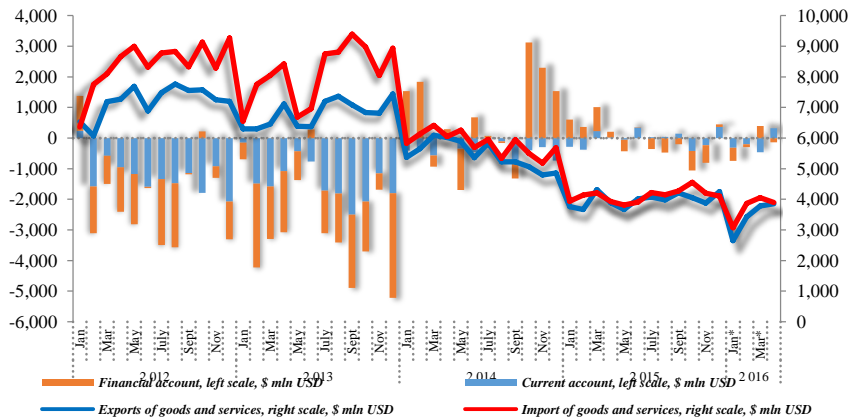 4,000 10,000
3,000 9,000
2,000 8,000
1,000 7,000
0 6,000
-1,000 5,000
-2,000 4,000
-3,000 3,000
-4,000 2,000
-5,000 1,000
-6,000 0
Jan Mar May July Sept Nov Jan Mar May July Sept Nov Jan Mar May July Sept Nov Jan Mar May July Sept Nov Jan* Mar*
2012 2013 2014 2015 2016
Financial account, left scale, $ mln USD Current account, left scale, $ mln USD
Exports of goods and services, right scale, $ mln USD Import of goods and services, right scale, $ mln USD